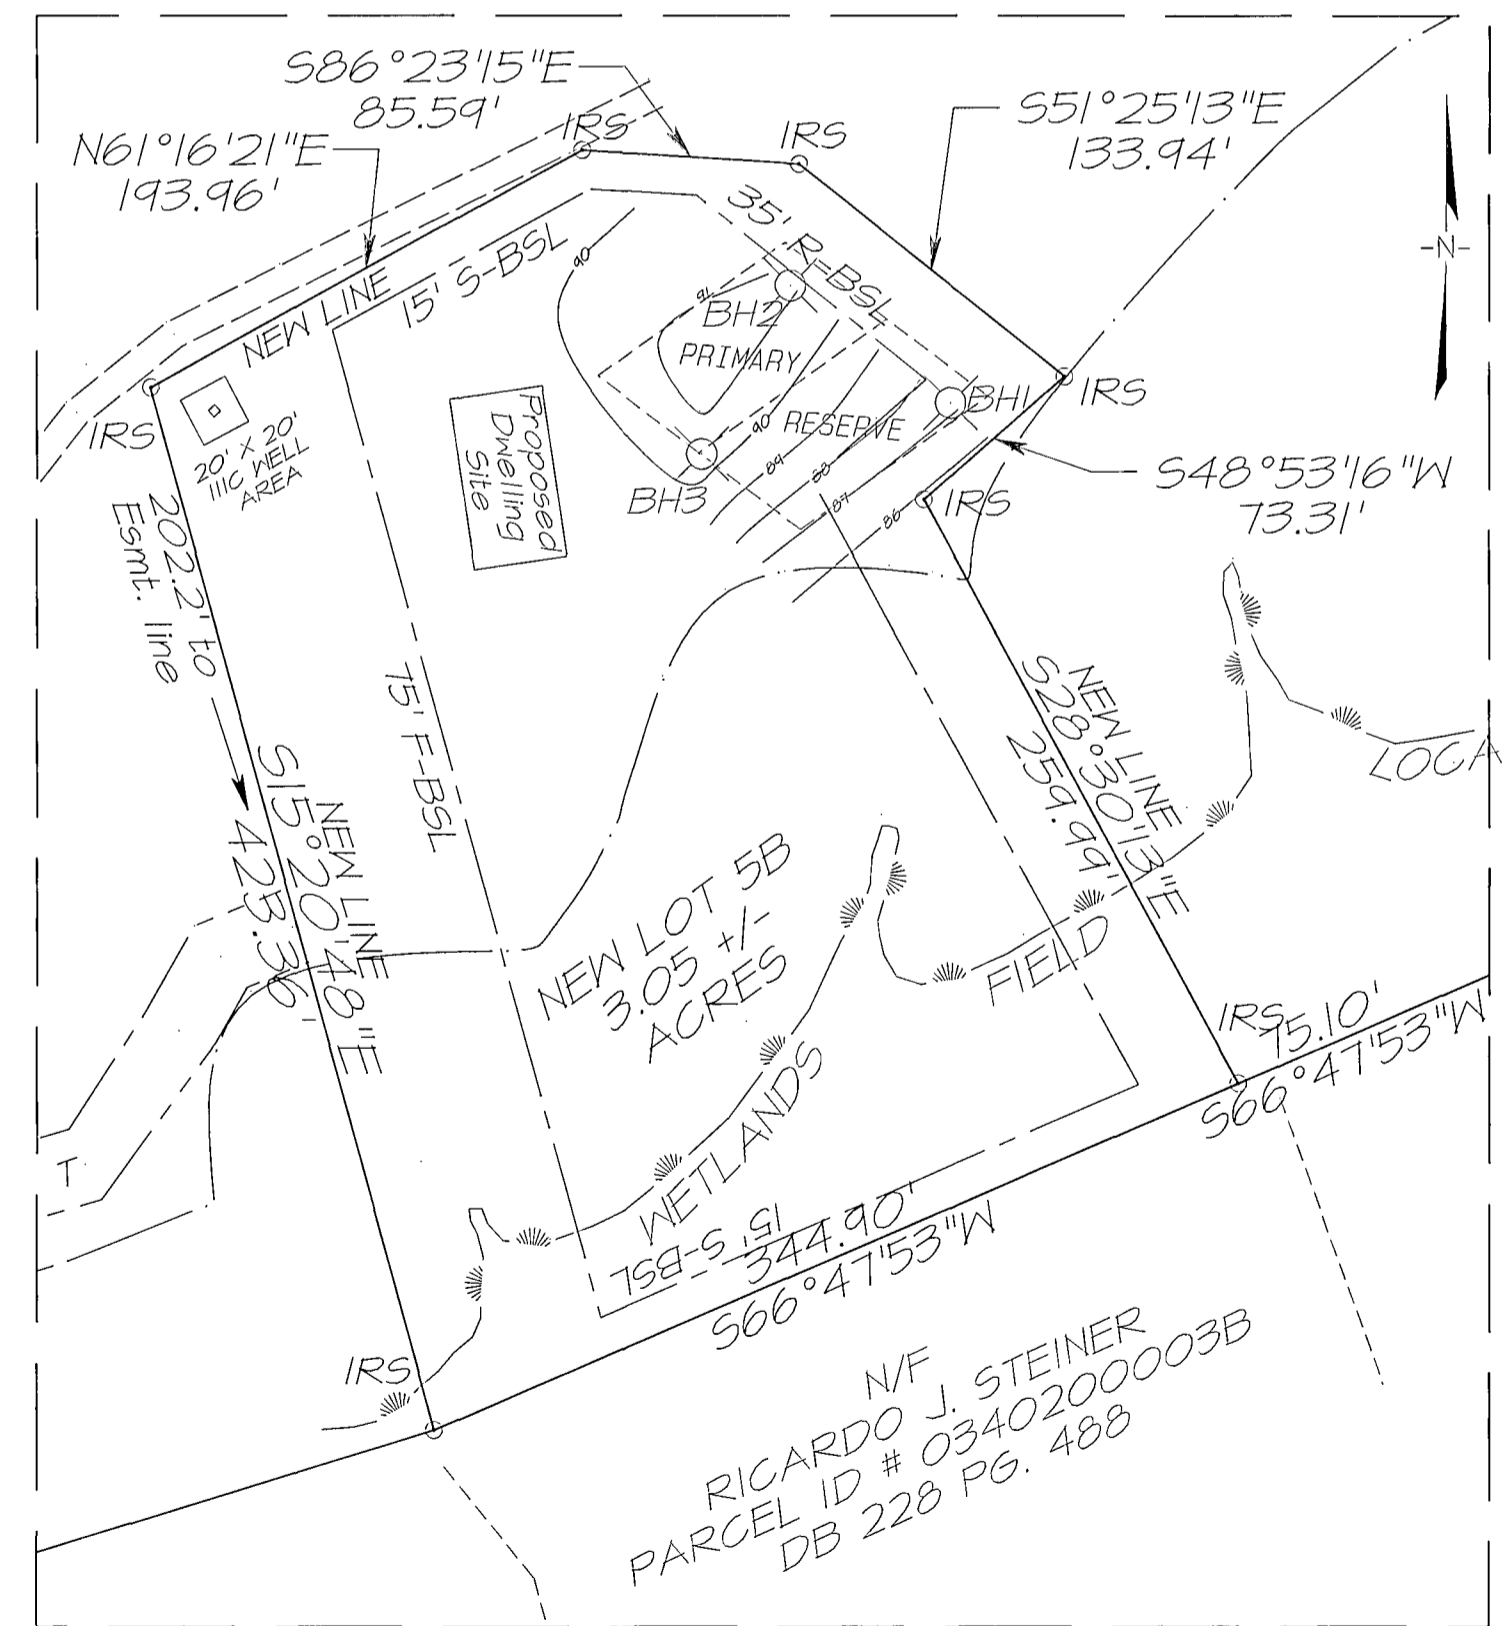 S86°23'15"E
85.59'
N61°16'21"E
193.96'
IRS
IRS
S51°25'13"E
133.94'
-N-
NEW LINE
15' S-BSL
35' R-BSL
90
91
BH2
PRIMARY
90
RESERVE
BH1
IRS
89
88
87
86
BH3
IRS
S48°53'16"W
73.31'
IRS
20' X 20'
IIIC WELL
AREA
Proposed
Dwelling
Site
202.2' to
Esmt. line
75' F-BSL
NEW LINE
S15°20'48"E
423.36'
NEW LINE
S28°30'13"E
259.99'
LOCA
NEW LOT 5B
3.05 +/-
ACRES
FIELD
WETLANDS
T
IRS
75.10'
S66°47'53"W
15' S-BSL
344.90'
S66°47'53"W
IRS
N/F
RICARDO J. STEINER
PARCEL ID # 0340200003B
DB 228 PG. 488